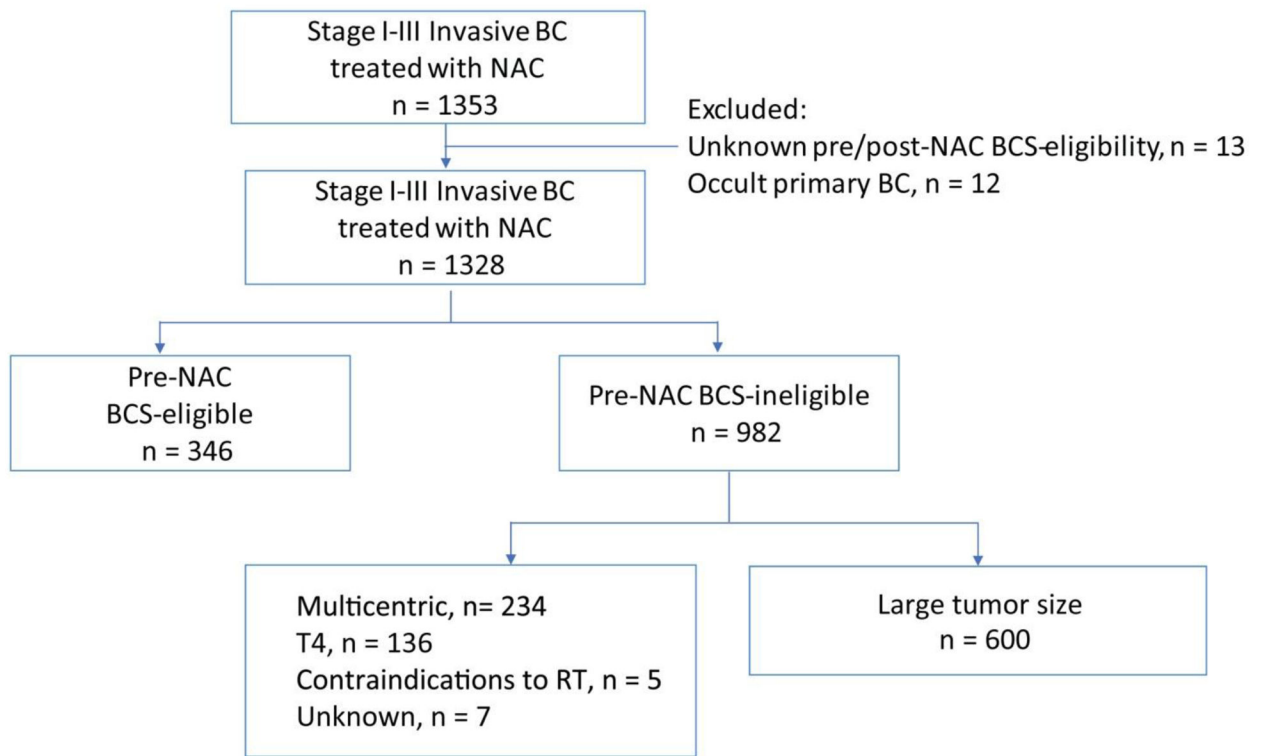 Stage I-III Invasive BC
treated with NAC
n = 1353
Excluded:
Unknown pre/post-NAC BCS-eligibility, n = 13
Occult primary BC, n = 12
Stage I-III Invasive BC
treated with NAC
n = 1328
Pre-NAC
BCS-eligible
n = 346
Pre-NAC BCS-ineligible
n = 982
Multicentric, n= 234
T4, n = 136
Contraindications to RT, n = 5
Unknown, n = 7
Large tumor size
n = 600